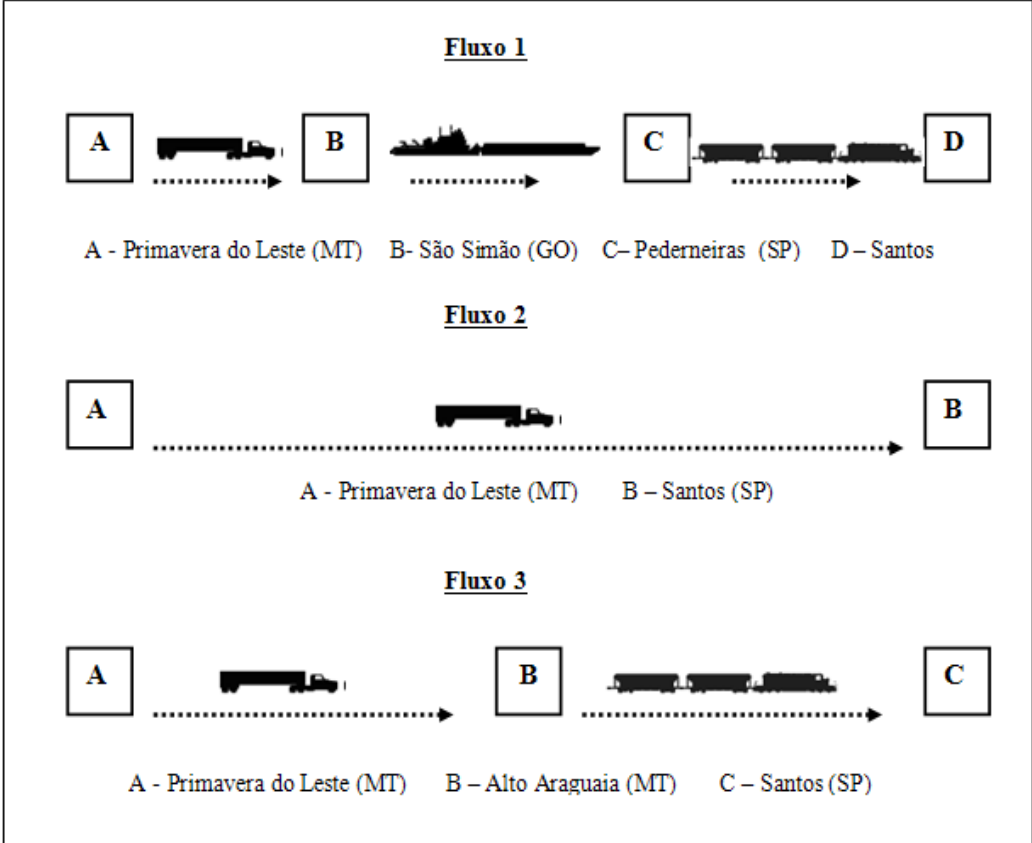 Fluxo 1
A B C D
A - Primavera do Leste (MT) B- São Simão (GO) C– Pederneiras (SP) D – Santos
Fluxo 2
A B
A - Primavera do Leste (MT) B – Santos (SP)
Fluxo 3
A B C
A - Primavera do Leste (MT) B – Alto Araguaia (MT) C – Santos (SP)